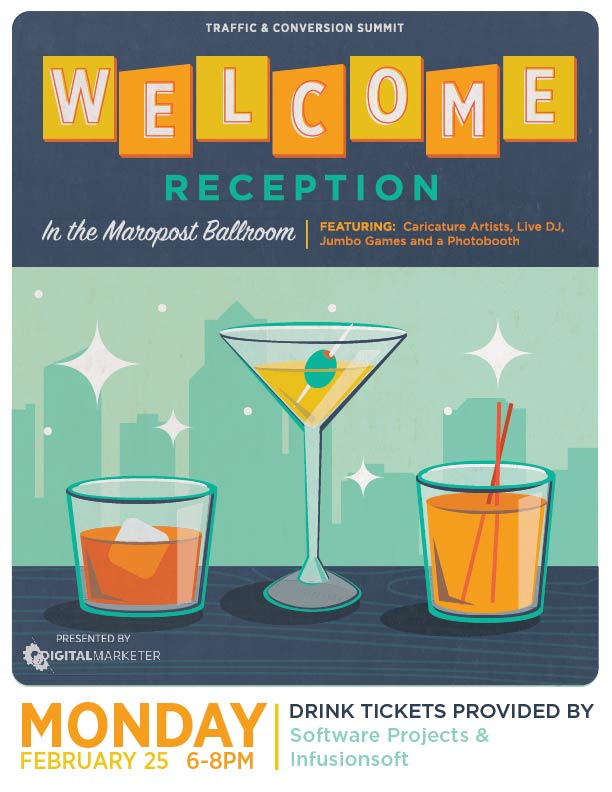 TRAFFIC & CONVERSION SUMMIT
WELCOME
RECEPTION
In the Maropost Ballroom
FEATURING: Caricature Artists, Live DJ,
Jumbo Games and a Photobooth
PRESENTED BY
DIGITALMARKETER
MONDAY
FEBRUARY 25 6-8PM
DRINK TICKETS PROVIDED BY
Software Projects &
Infusionsoft